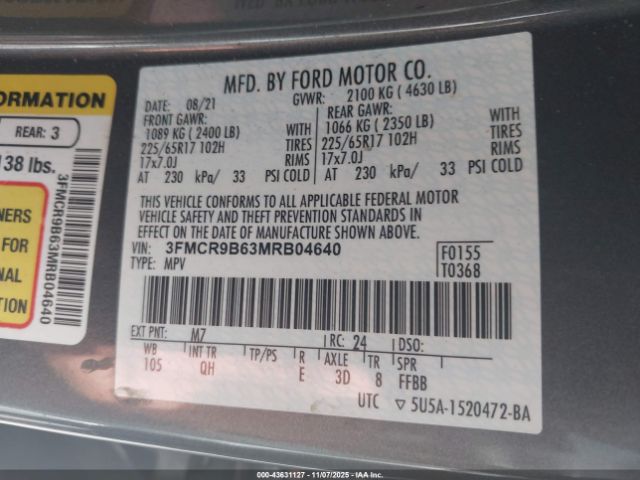 ORMATION
REAR: 3
138 lbs.
NERS
FOR
NAL
TION
3FMCR9B63MRB04640
MFD. BY FORD MOTOR CO.
DATE: 08/21
GVWR: 2100 KG ( 4630 LB)
FRONT GAWR:
REAR GAWR:
1089 KG (2400 LB) WITH
1066 KG ( 2350 LB) WITH
225/65R17 102H TIRES
225/65R17 102H TIRES
17x7.0J RIMS
17x7.0J RIMS
AT 230 kPa/ 33 PSI COLD
AT 230 kPa/ 33 PSI COLD
THIS VEHICLE CONFORMS TO ALL APPLICABLE FEDERAL MOTOR
VEHICLE SAFETY AND THEFT PREVENTION STANDARDS IN
EFFECT ON THE DATE OF MANUFACTURE SHOWN ABOVE.
VIN: 3FMCR9B63MRB04640
TYPE: MPV
F0155
T0368
EXT PNT: M7 RC: 24 DSO:
WB INT TR TP/PS R AXLE TR SPR
105 QH E 3D 8 FFBB
UTC ▽ 5U5A-1520472-BA
000-43631127 - 11/07/2025 - IAAI.COM